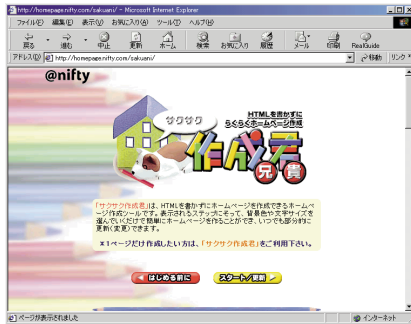 http://homepage.nifty.com/sakuani/ - Microsoft Internet Explorer
ファイル(F) 編集(E) 表示(V) お気に入り(A) ツール(T) ヘルプ(H)
戻る 進む 中止 更新 ホーム 検索 お気に入り 履歴 メール 印刷 RealGuide
アドレス(D) http://homepage.nifty.com/sakuani/ 移動 リンク
@nifty
HTMLを書かずに
らくらくホームページ作成
サクサク
作成君
兄貴
「サクサク作成君」は、HTMLを書かずにホームページを作成できるホームペ
ージ作成ツールです。表示されるステップにそって、背景色や文字サイズを
選んでいくだけで簡単にホームページを作ることができ、いつでも部分的に
更新(変更)できます。
※1ページだけ作成したい方は、「サクサク作成君」をご利用下さい。
はじめる前に スタート/更新
ページが表示されました インターネット